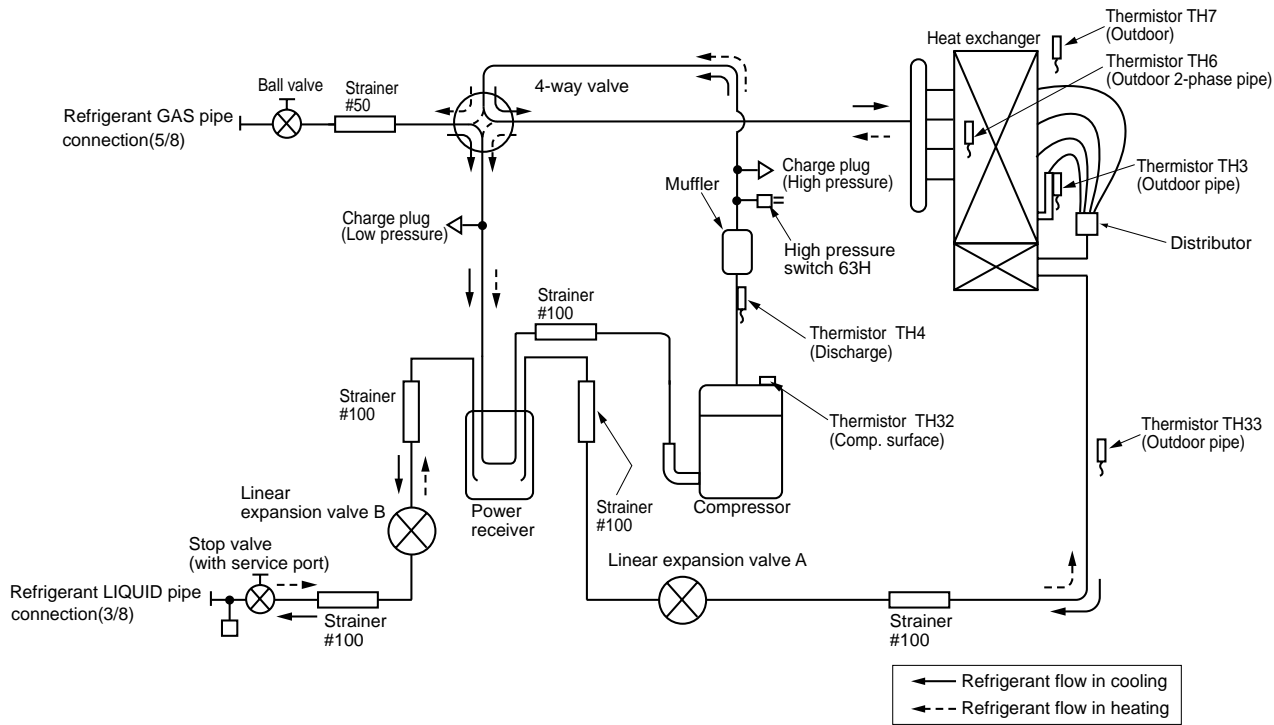 Thermistor TH7
(Outdoor)
Heat exchanger
Thermistor TH6
(Outdoor 2-phase pipe)
Ball valve
Strainer
#50
4-way valve
Refrigerant GAS pipe
connection(5/8)
Charge plug
(High pressure)
Thermistor TH3
(Outdoor pipe)
Muffler
Charge plug
(Low pressure)
High pressure
switch 63H
Distributor
Strainer
#100
Thermistor TH4
(Discharge)
Strainer
#100
Thermistor TH32
(Comp. surface)
Thermistor TH33
(Outdoor pipe)
Linear
expansion valve B
Power
receiver
Strainer
#100
Compressor
Stop valve
(with service port)
Linear expansion valve A
Refrigerant LIQUID pipe
connection(3/8)
Strainer
#100
Strainer
#100
Refrigerant flow in cooling
Refrigerant flow in heating